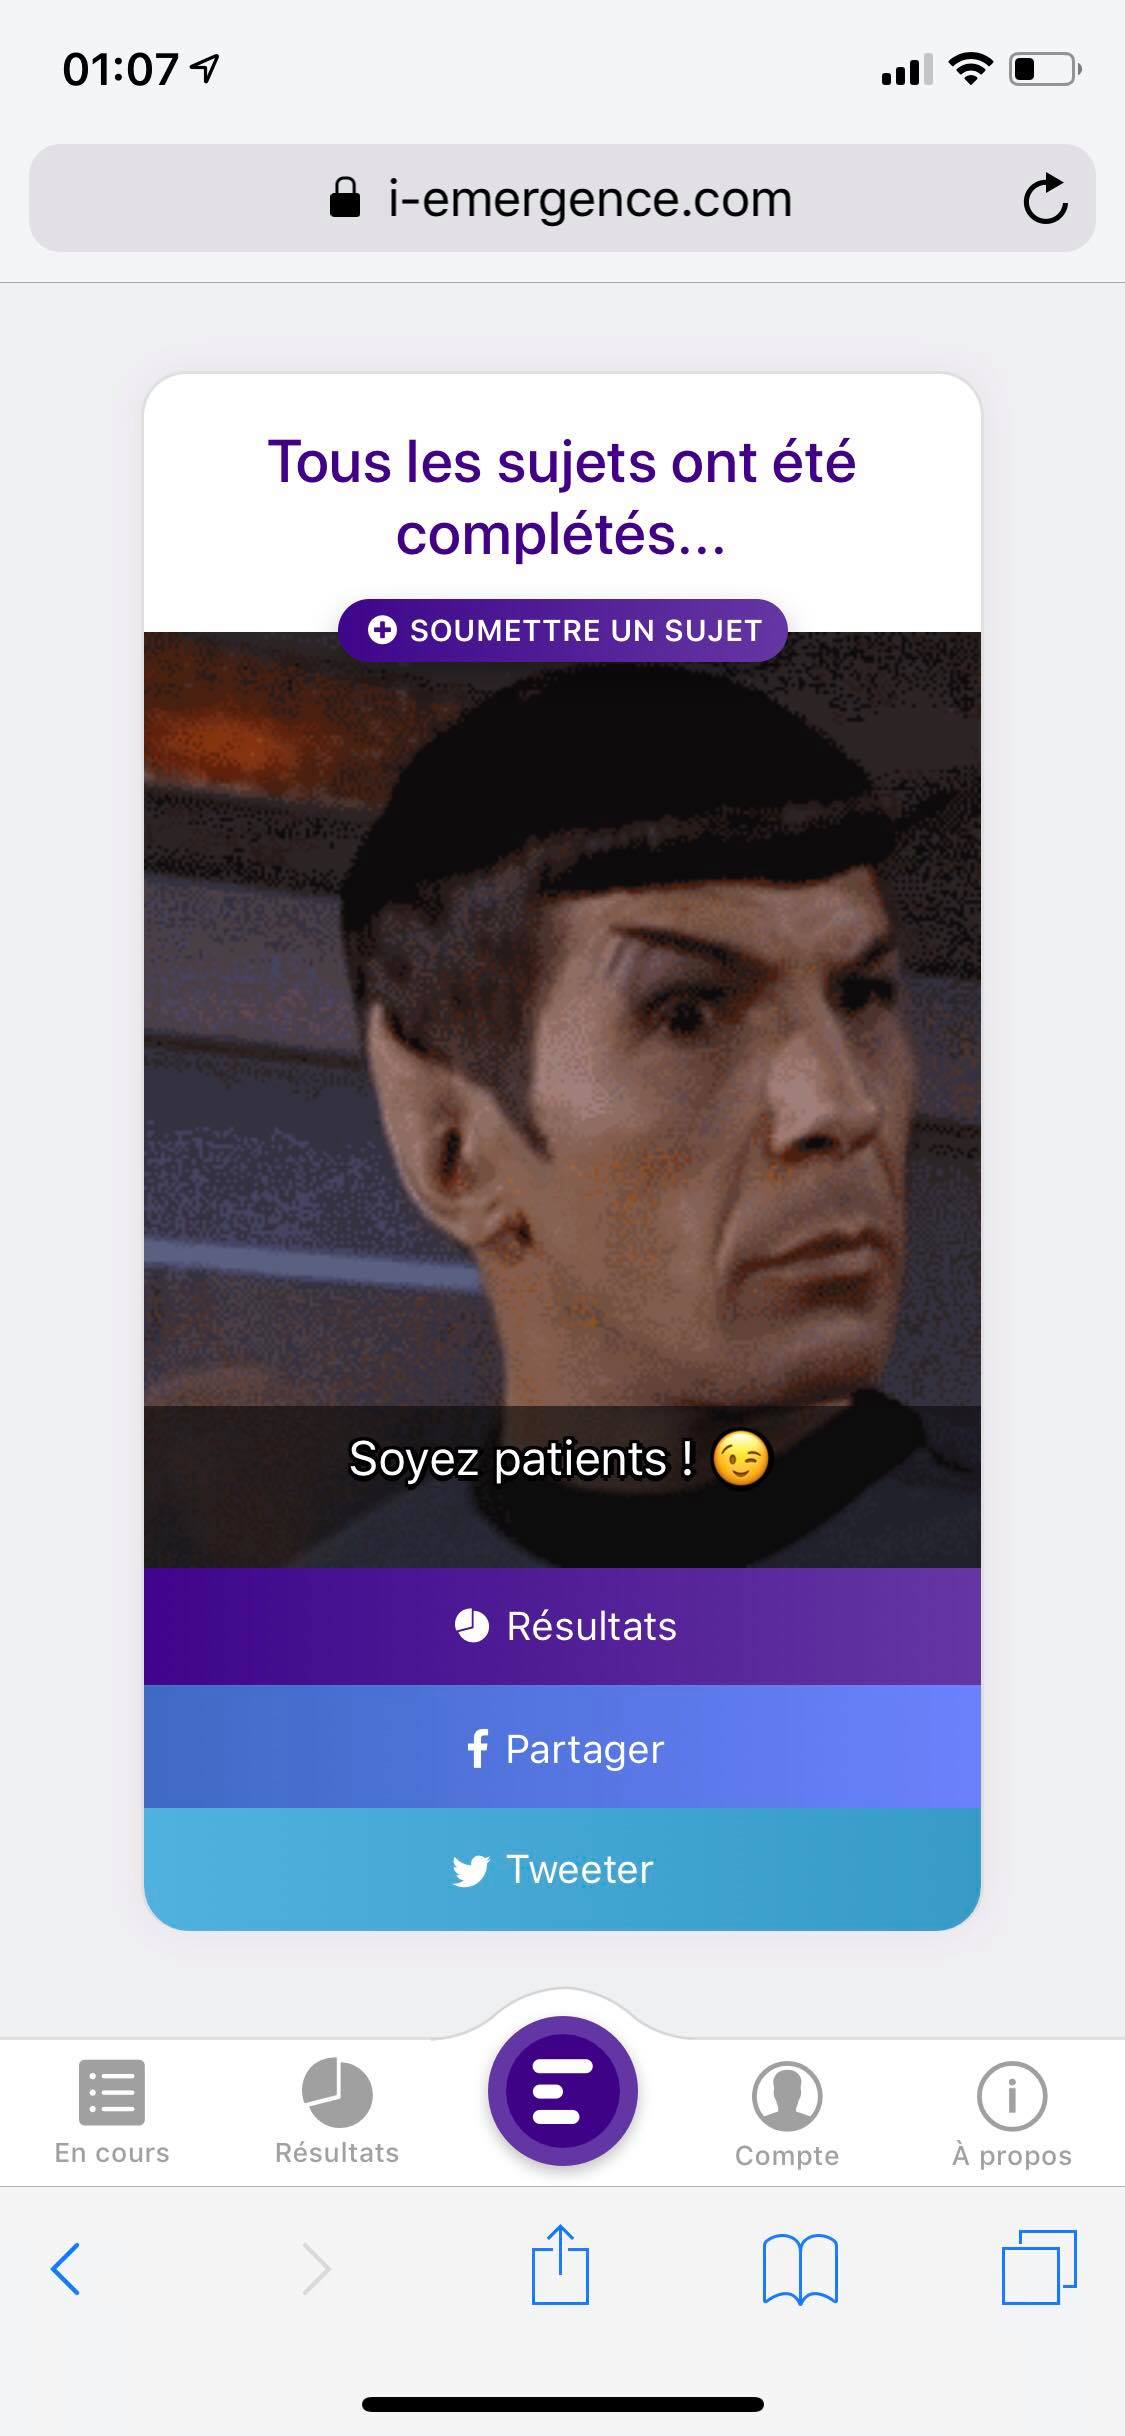 01:07
i-emergence.com
Tous les sujets ont été
complétés...
SOUMETTRE UN SUJET
Soyez patients ! 😉
Résultats
Partager
Tweeter
En cours
Résultats
Compte
À propos